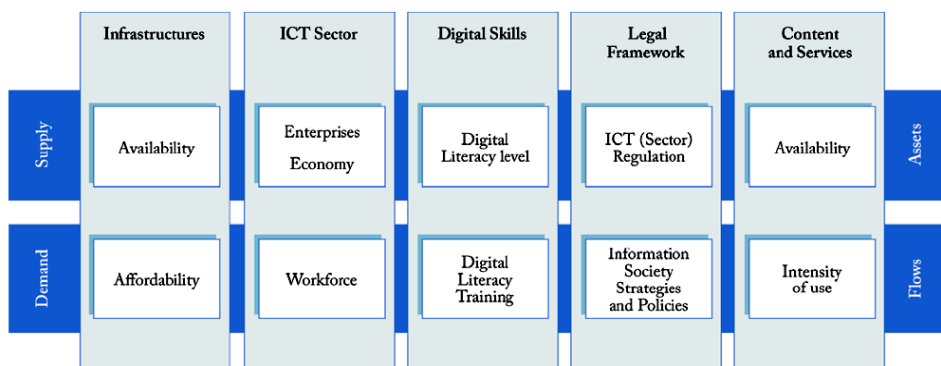 Infrastructures
ICT Sector
Digital Skills
Legal
Framework
Content
and Services
Supply
Availability
Enterprises
Economy
Digital
Literacy level
ICT (Sector)
Regulation
Availability
Assets
Demand
Affordability
Workforce
Digital
Literacy
Training
Information
Society
Strategies
and Policies
Intensity
of use
Flows